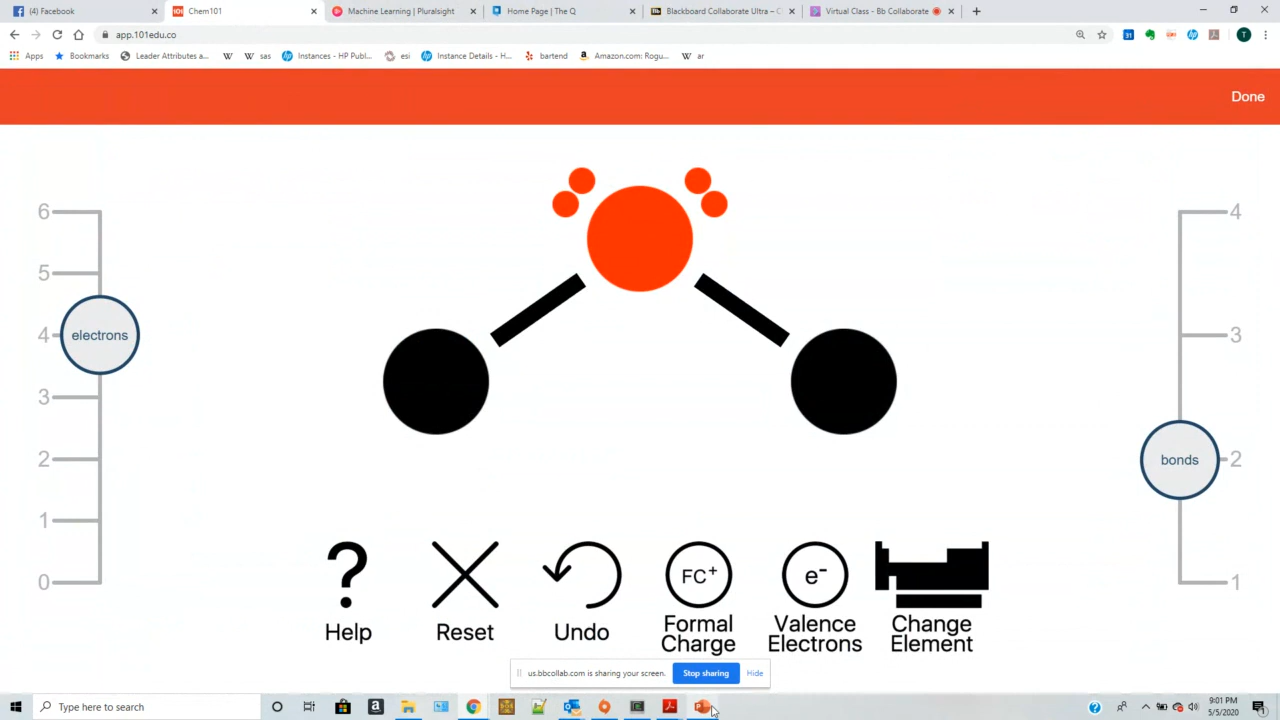 (4) Facebook
101 Chem101
Machine Learning | Pluralsight
Home Page | The Q
Blackboard Collaborate Ultra – C
Virtual Class - Bb Collaborate
app.101edu.co
T
Apps
Bookmarks
Leader Attributes a...
W
W sas
Instances - HP Publ...
esi
Instance Details - H...
bartend
Amazon.com: Rogu...
W ar
Done
6
5
4
3
2
1
0
electrons
4
3
2
1
bonds
?
Help
Reset
Undo
FC+
Formal
Charge
e-
Valence
Electrons
Change
Element
us.bbcollab.com is sharing your screen.
Stop sharing
Hide
Type here to search
9:01 PM
5/5/2020